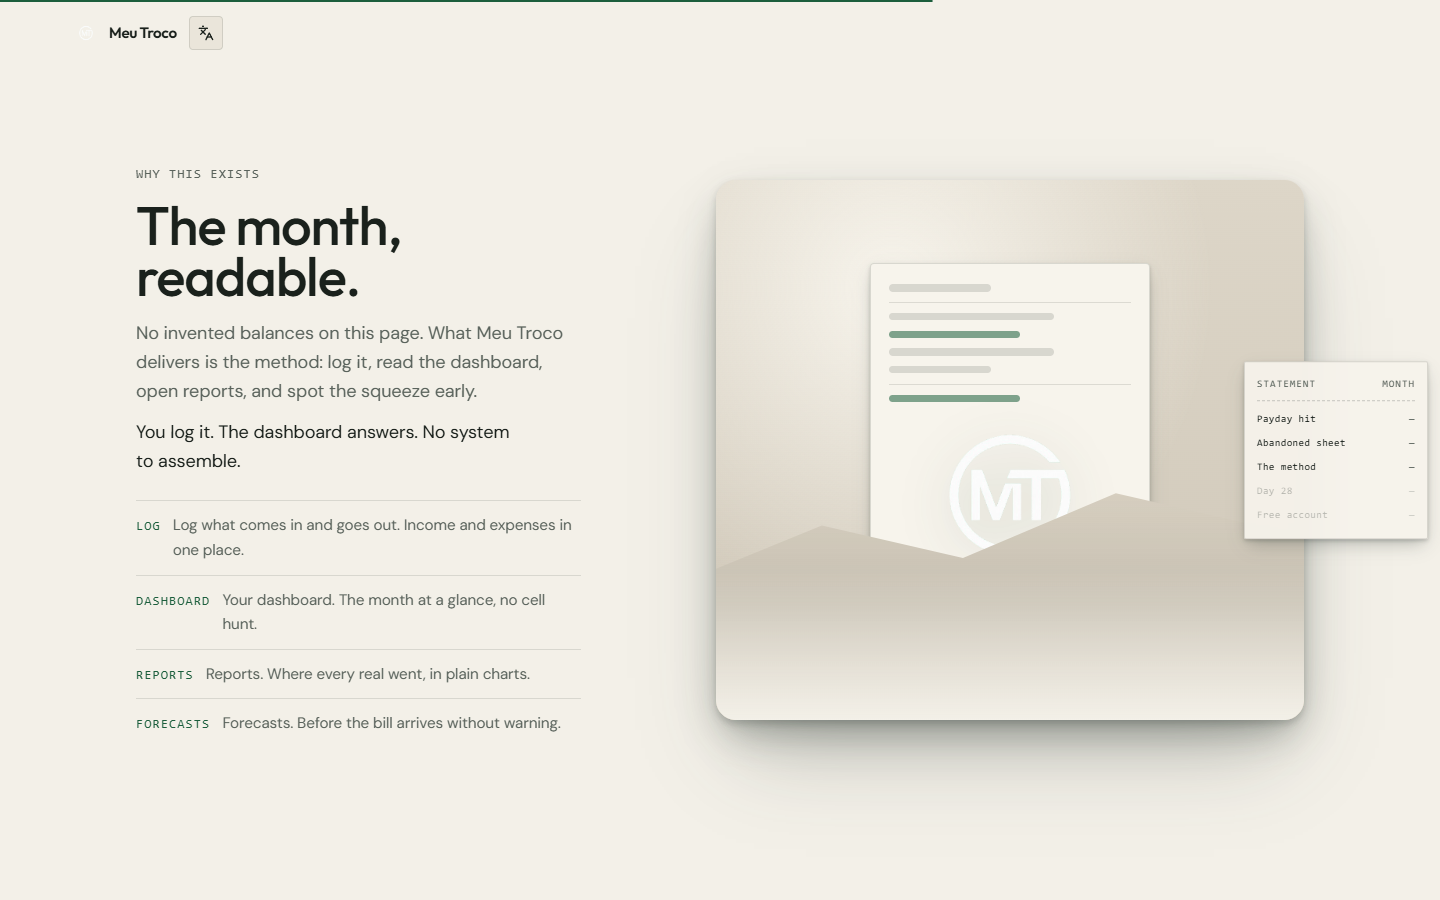 Meu Troco
WHY THIS EXISTS
The month,
readable.
No invented balances on this page. What Meu Troco
delivers is the method: log it, read the dashboard,
open reports, and spot the squeeze early.
You log it. The dashboard answers. No system
to assemble.
LOG Log what comes in and goes out. Income and expenses in
one place.
DASHBOARD Your dashboard. The month at a glance, no cell
hunt.
REPORTS Reports. Where every real went, in plain charts.
FORECASTS Forecasts. Before the bill arrives without warning.
MT
STATEMENT MONTH
Payday hit –
Abandoned sheet –
The method –
Day 28 –
Free account –